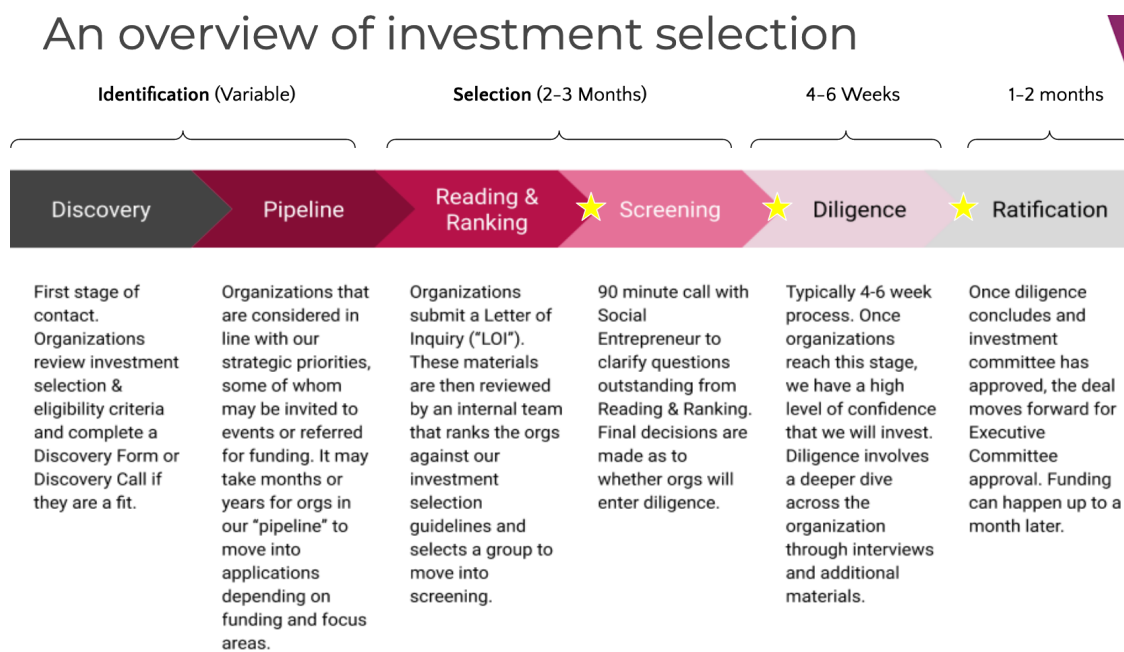 An overview of investment selection
Identification (Variable)
Selection (2-3 Months)
4-6 Weeks
1-2 months
Discovery
Pipeline
Reading &
Ranking
Screening
Diligence
Ratification
First stage of
contact.
Organizations
review investment
selection &
eligibility criteria
and complete a
Discovery Form or
Discovery Call if
they are a fit.
Organizations that
are considered in
line with our
strategic priorities,
some of whom
may be invited to
events or referred
for funding. It may
take months or
years for orgs in
our “pipeline” to
move into
applications
depending on
funding and focus
areas.
Organizations
submit a Letter of
Inquiry (“LOI”).
These materials
are then reviewed
by an internal team
that ranks the orgs
against our
investment
selection
guidelines and
selects a group to
move into
screening.
90 minute call with
Social
Entrepreneur to
clarify questions
outstanding from
Reading & Ranking.
Final decisions are
made as to
whether orgs will
enter diligence.
Typically 4-6 week
process. Once
organizations
reach this stage,
we have a high
level of confidence
that we will invest.
Diligence involves
a deeper dive
across the
organization
through interviews
and additional
materials.
Once diligence
concludes and
investment
committee has
approved, the deal
moves forward for
Executive
Committee
approval. Funding
can happen up to a
month later.